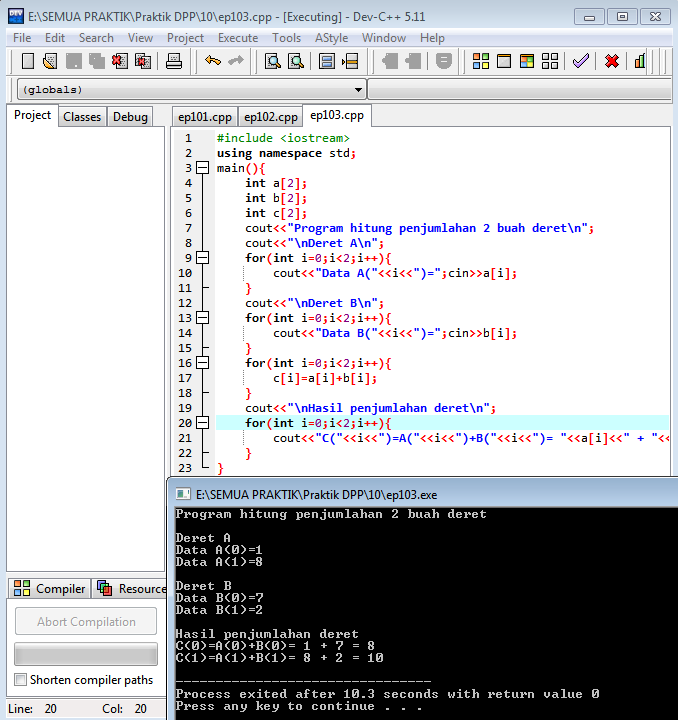 E:\SEMUA PRAKTIK\Praktik DPP\10\ep103.cpp - [Executing] - Dev-C++ 5.11
File Edit Search View Project Execute Tools AStyle Window Help
(globals)
Project Classes Debug
ep101.cpp ep102.cpp ep103.cpp
1 #include <iostream>
2 using namespace std;
3 main(){
4 int a[2];
5 int b[2];
6 int c[2];
7 cout<<"Program hitung penjumlahan 2 buah deret\n";
8 cout<<"\nDeret A\n";
9 for(int i=0;i<2;i++){
10 cout<<"Data A("<<i<<")=";cin>>a[i];
11 }
12 cout<<"\nDeret B\n";
13 for(int i=0;i<2;i++){
14 cout<<"Data B("<<i<<")=";cin>>b[i];
15 }
16 for(int i=0;i<2;i++){
17 c[i]=a[i]+b[i];
18 }
19 cout<<"\nHasil penjumlahan deret\n";
20 for(int i=0;i<2;i++){
21 cout<<"C("<<i<<")=A("<<i<<")+B("<<i<<")= "<<a[i]<<" + "<<
22 }
23 }
E:\SEMUA PRAKTIK\Praktik DPP\10\ep103.exe
Program hitung penjumlahan 2 buah deret
Deret A
Data A(0)=1
Data A(1)=8
Deret B
Data B(0)=7
Data B(1)=2
Hasil penjumlahan deret
C(0)=A(0)+B(0)= 1 + 7 = 8
C(1)=A(1)+B(1)= 8 + 2 = 10
--------------------------------
Process exited after 10.3 seconds with return value 0
Press any key to continue . . .
Compiler Resource
Abort Compilation
Shorten compiler paths
Line: 20 Col: 20